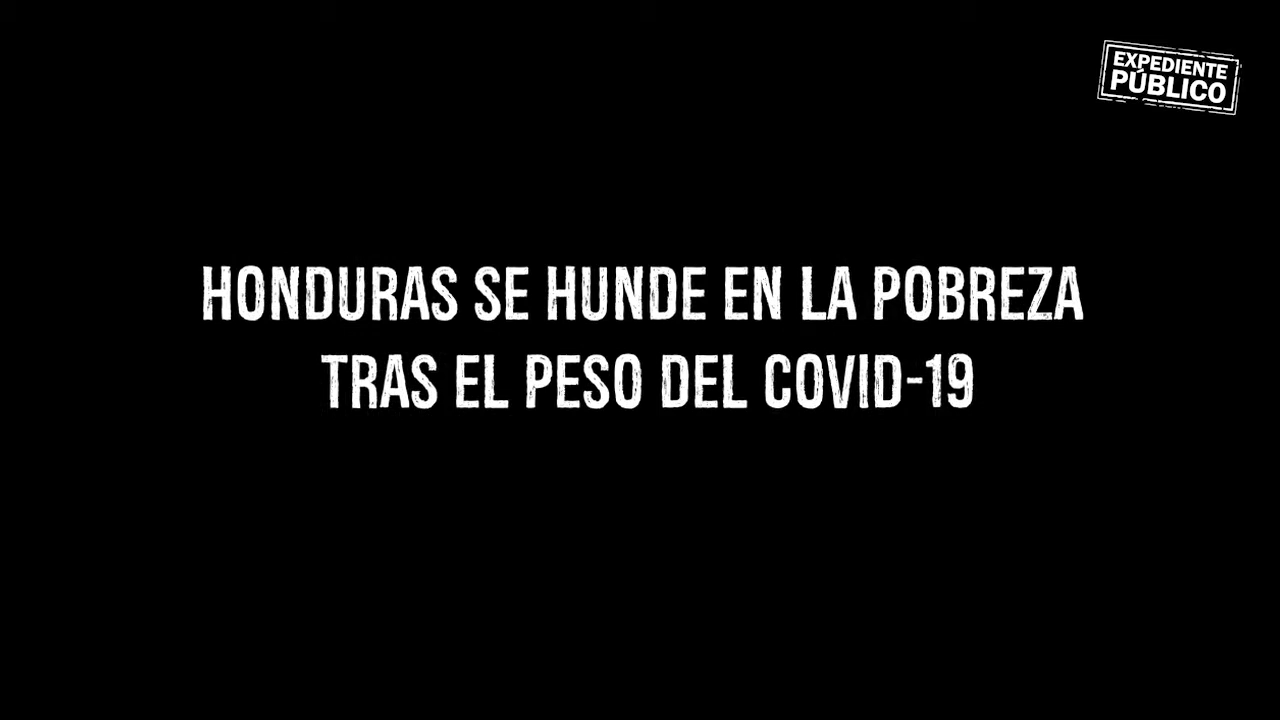 EXPEDIENTE
PÚBLICO
HONDURAS SE HUNDE EN LA POBREZA
TRAS EL PESO DEL COVID-19